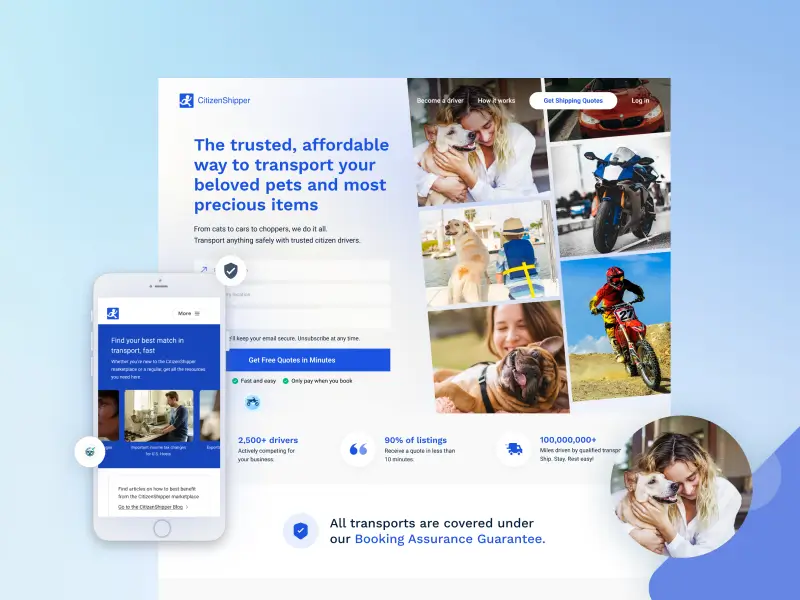 CitizenShipper
Become a driver
How it works
Get Shipping Quotes
Log in
The trusted, affordable
way to transport your
beloved pets and most
precious items
From cats to cars to choppers, we do it all.
Transport anything safely with trusted citizen drivers.
'll keep your email secure. Unsubscribe at any time.
Get Free Quotes in Minutes
Fast and easy
Only pay when you book
2,500+ drivers
Actively competing for
your business.
90% of listings
Receive a quote in less than
10 minutes.
100,000,000+
Miles driven by qualified transpr
Ship. Stay. Rest easy!
All transports are covered under
our Booking Assurance Guarantee.
More
Find your best match in
transport, fast
Whether you're new to the CitizenShipper
marketplace or a regular, get all the resources
you need here
Important income tax changes
for U.S. Hosts
Find articles on how to best benefit
from the CitizenShipper marketplace
Go to the CitizenShipper Blog
21